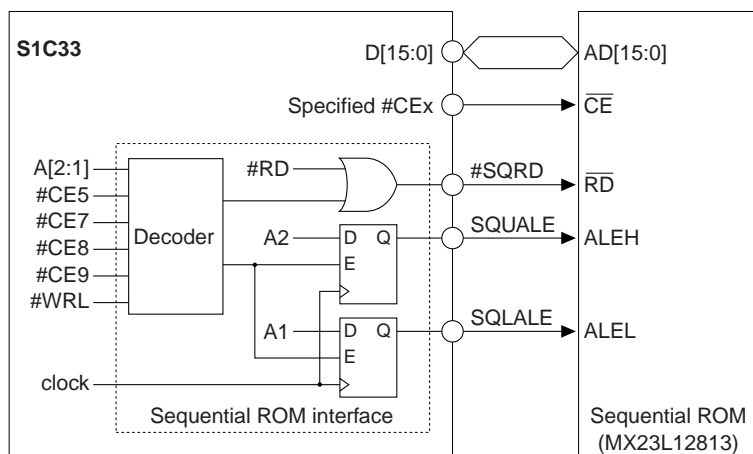 S1C33
D[15:0]
AD[15:0]
Specified #CEx
CE
A[2:1]
#CE5
#CE7
#CE8
#CE9
#WRL
Decoder
#RD
#SQRD
RD
A2
D Q
E
SQUALE
ALEH
A1
D Q
E
SQLALE
ALEL
clock
Sequential ROM interface
Sequential ROM
(MX23L12813)